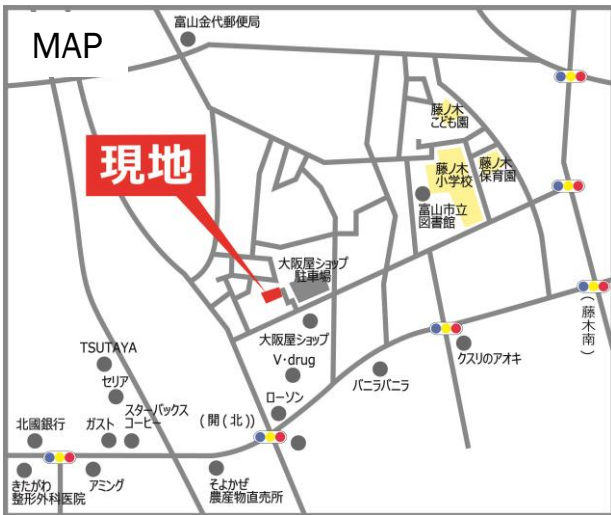 MAP
富山金代郵便局
藤ノ木
こども園
現地
藤ノ木
小学校
藤ノ木
保育園
富山市立
図書館
大阪屋ショップ
駐車場
(藤木南)
大阪屋ショップ
V・drug
クスリのアオキ
TSUTAYA
セリア
バニラバニラ
ローソン
スターバックス
コーヒー
(開(北))
北國銀行
ガスト
きたがわ
整形外科医院
アミング
そよかぜ
農産物直売所